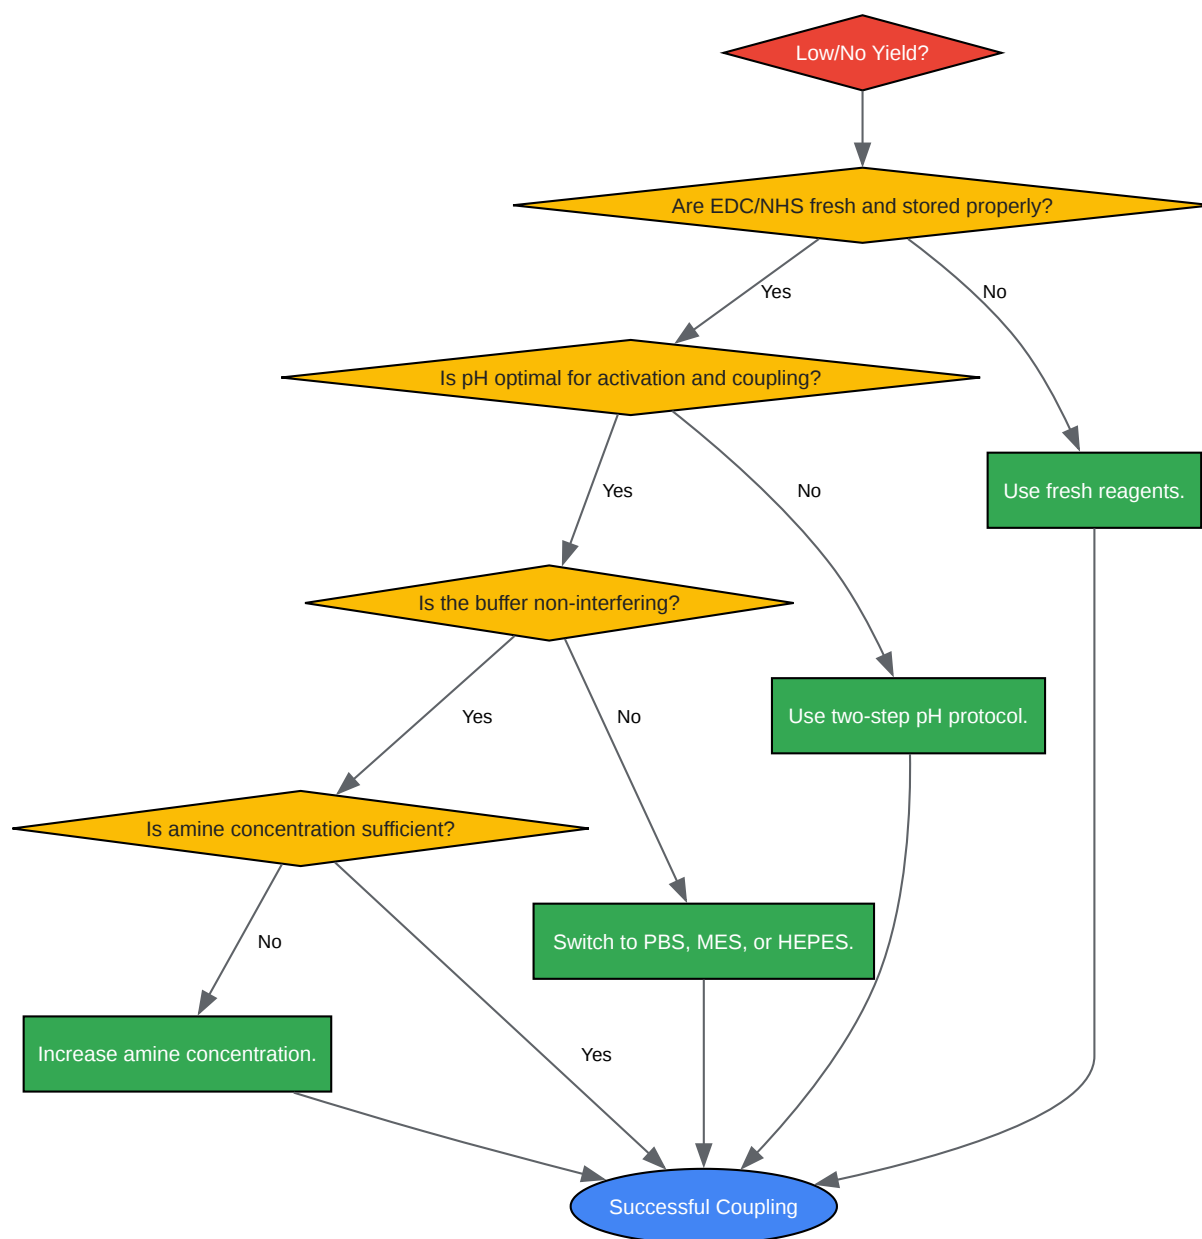 Low/No Yield?
Are EDC/NHS fresh and stored properly?
Yes
No
Is pH optimal for activation and coupling?
Yes
No
Use fresh reagents.
Is the buffer non-interfering?
Yes
No
Use two-step pH protocol.
Is amine concentration sufficient?
No
Yes
Switch to PBS, MES, or HEPES.
Increase amine concentration.
Successful Coupling